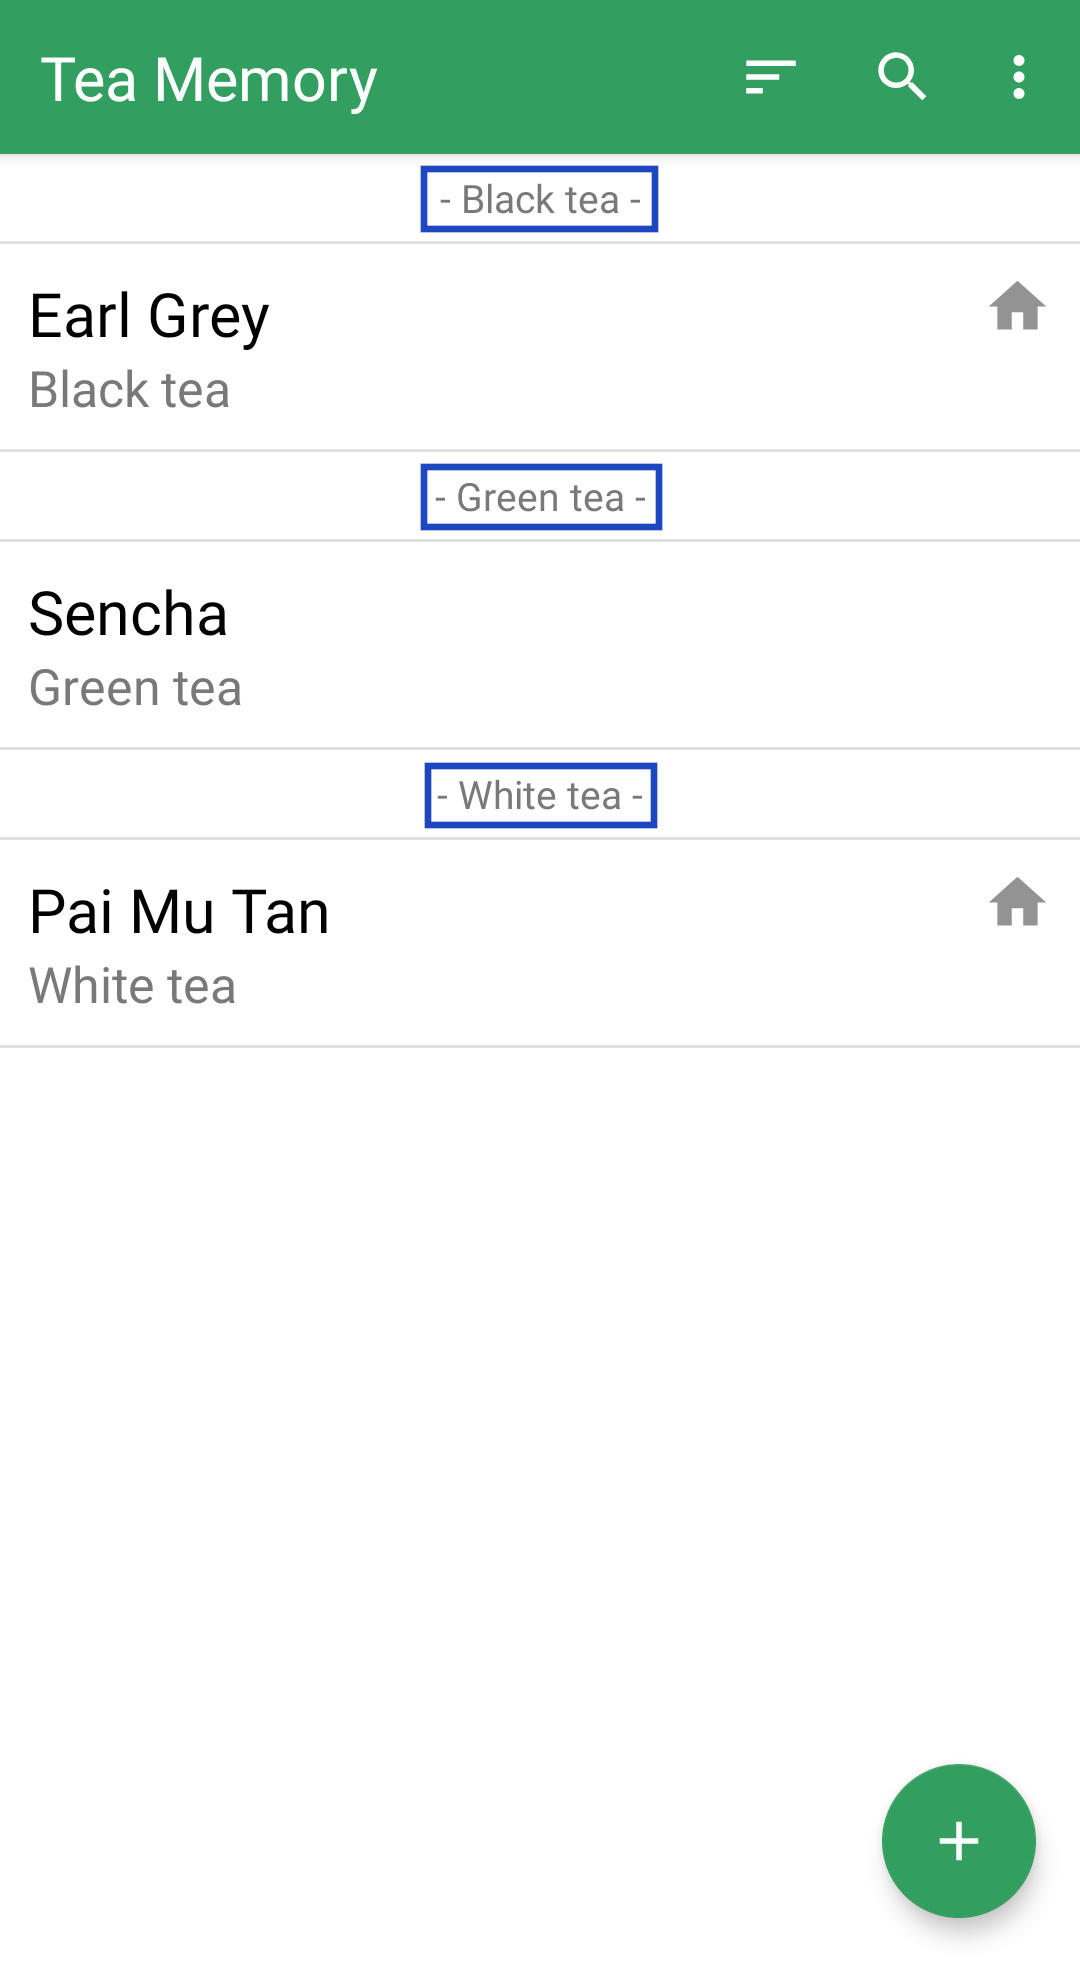 Tea Memory
- Black tea -
Earl Grey
Black tea
- Green tea -
Sencha
Green tea
- White tea -
Pai Mu Tan
White tea